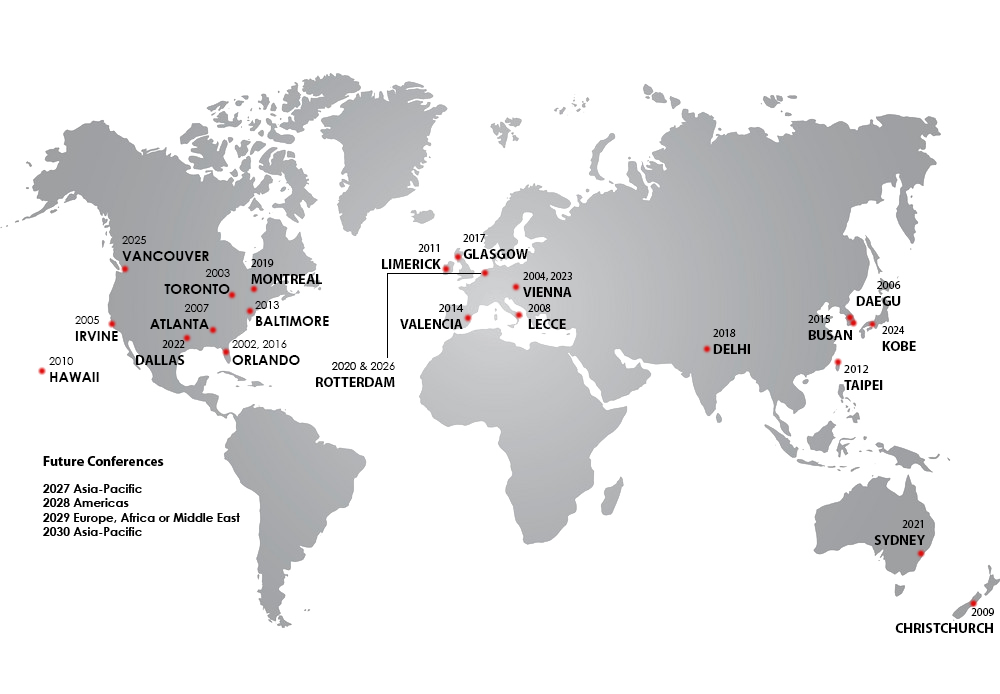 2025
VANCOUVER
2019
MONTREAL
2003
TORONTO
2007
ATLANTA
2013
BALTIMORE
2005
IRVINE
2022
DALLAS
2002, 2016
ORLANDO
2010
HAWAII
2011
LIMERICK
2017
GLASGOW
2004, 2023
VIENNA
2014
VALENCIA
2008
LECCE
2020 & 2026
ROTTERDAM
2018
DELHI
2006
DAEGU
2015
BUSAN
2024
KOBE
2012
TAIPEI
2021
SYDNEY
2009
CHRISTCHURCH
Future Conferences
2027 Asia-Pacific
2028 Americas
2029 Europe, Africa or Middle East
2030 Asia-Pacific